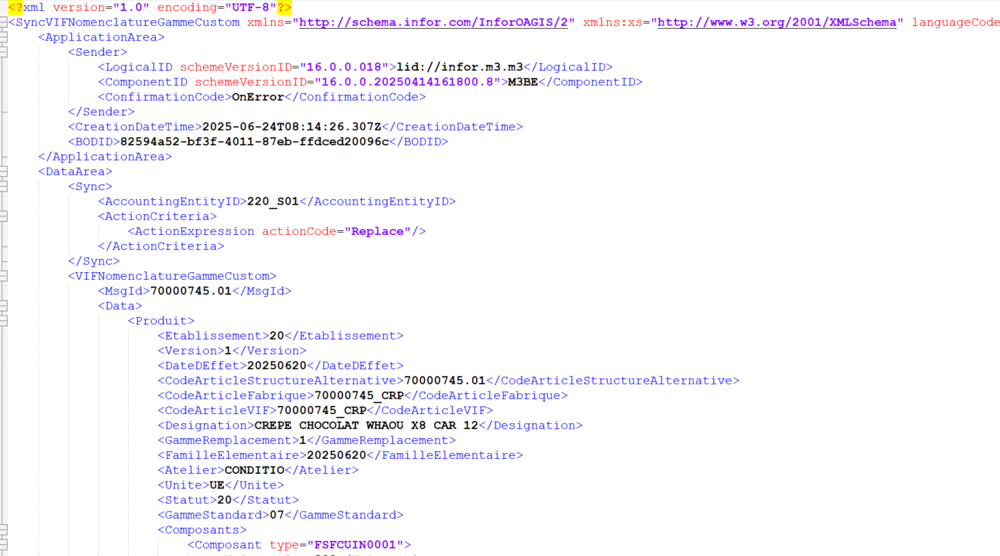 <?xml version="1.0" encoding="UTF-8"?>
<SyncVIFNomenclatureGammeCustom xmlns="http://schema.infor.com/InforOAGIS/2" xmlns:xs="http://www.w3.org/2001/XMLSchema" languageCode
<ApplicationArea>
<Sender>
<LogicalID schemeVersionID="16.0.0.018">lid://infor.m3.m3</LogicalID>
<ComponentID schemeVersionID="16.0.0.20250414161800.8">M3BE</ComponentID>
<ConfirmationCode>OnError</ConfirmationCode>
</Sender>
<CreationDateTime>2025-06-24T08:14:26.307Z</CreationDateTime>
<BODID>82594a52-bf3f-4011-87eb-ffdced20096c</BODID>
</ApplicationArea>
<DataArea>
<Sync>
<AccountingEntityID>220_S01</AccountingEntityID>
<ActionCriteria>
<ActionExpression actionCode="Replace"/>
</ActionCriteria>
</Sync>
<VIFNomenclatureGammeCustom>
<MsgId>70000745.01</MsgId>
<Data>
<Produit>
<Etablissement>20</Etablissement>
<Version>1</Version>
<DateDEffet>20250620</DateDEffet>
<CodeArticleStructureAlternative>70000745.01</CodeArticleStructureAlternative>
<CodeArticleFabrique>70000745_CRP</CodeArticleFabrique>
<CodeArticleVIF>70000745_CRP</CodeArticleVIF>
<Designation>CREPE CHOCOLAT WHAOU X8 CAR 12</Designation>
<GammeRemplacement>1</GammeRemplacement>
<FamilleElementaire>20250620</FamilleElementaire>
<Atelier>CONDITIO</Atelier>
<Unite>UE</Unite>
<Statut>20</Statut>
<GammeStandard>07</GammeStandard>
<Composants>
<Composant type="FSFCUIN0001">